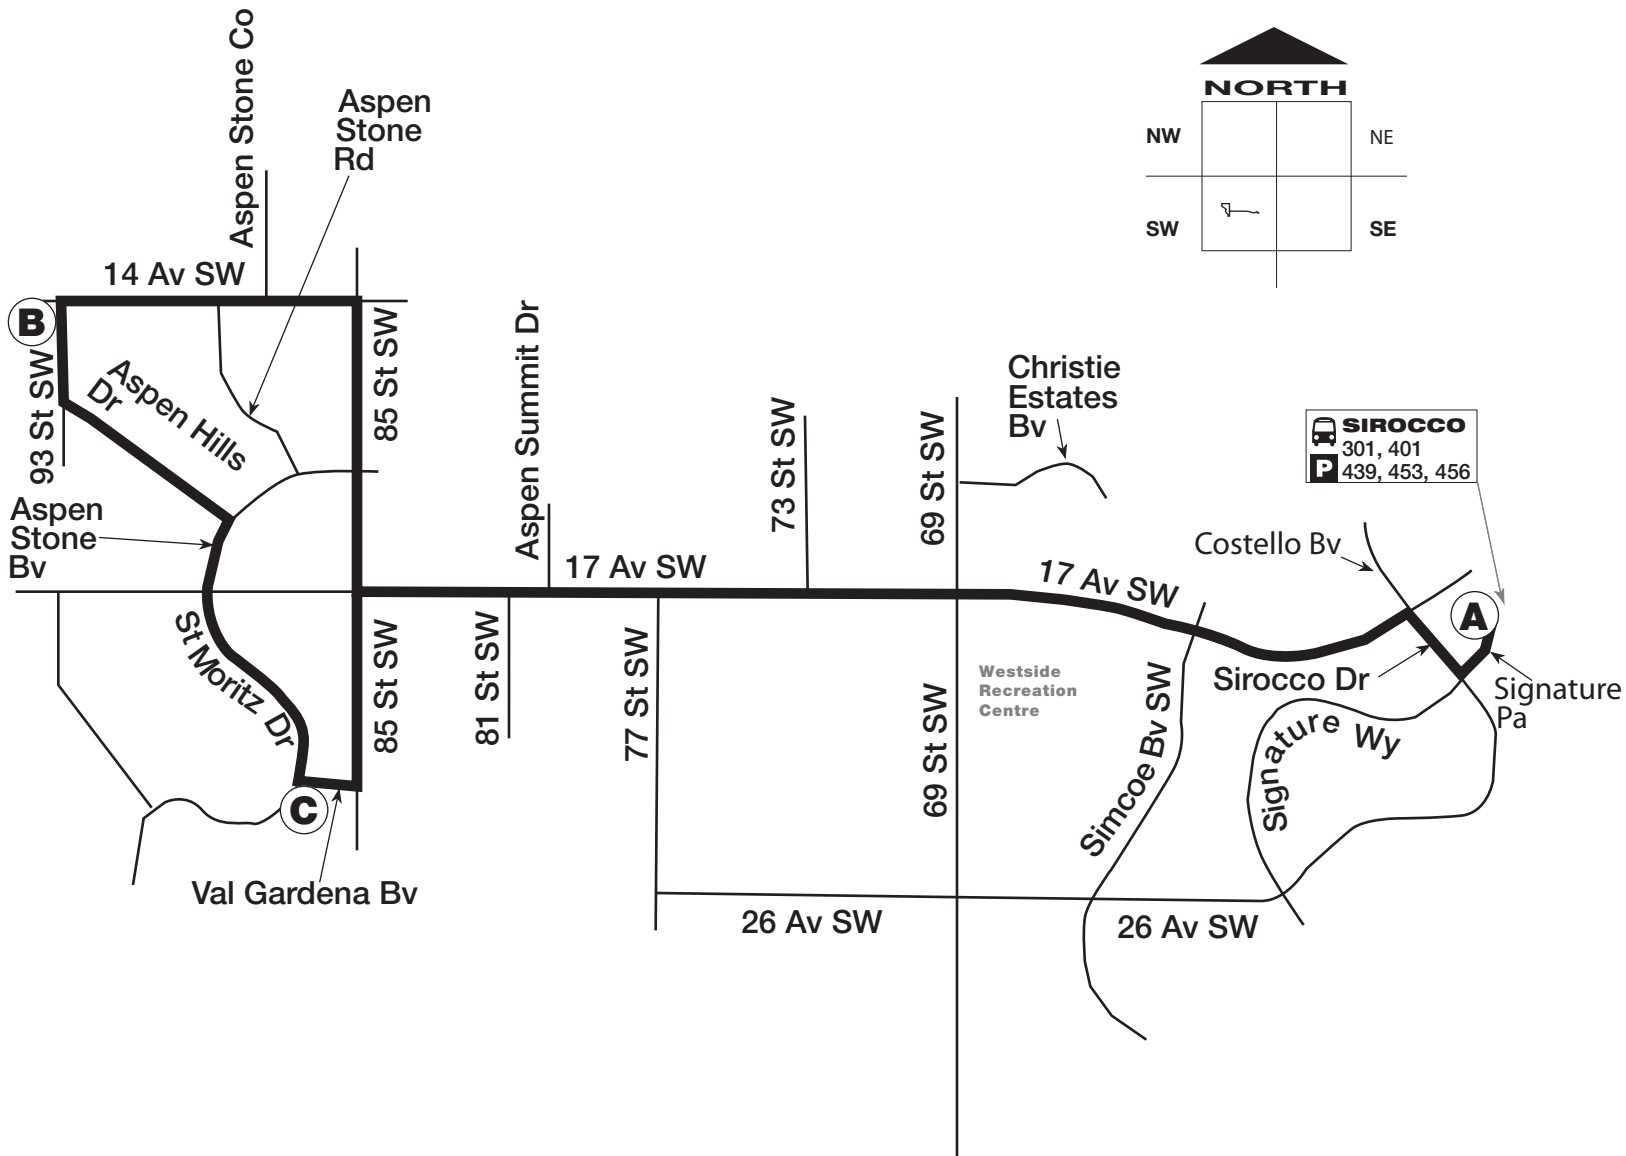 Aspen Stone Co
Aspen
Stone
Rd
NORTH
NW
NE
SW
SE
14 Av SW
B
93 St SW
Aspen Hills
Dr
85 St SW
Aspen
Stone
Bv
Aspen Summit Dr
17 Av SW
73 St SW
69 St SW
Christie
Estates
Bv
SIROCCO
301, 401
P
439, 453, 456
Costello Bv
17 Av SW
A
St Moritz Dr
85 St SW
81 St SW
77 St SW
69 St SW
Westside
Recreation
Centre
Simcoe Bv SW
Sirocco Dr
Signature
Pa
Signature Wy
C
Val Gardena Bv
26 Av SW
26 Av SW